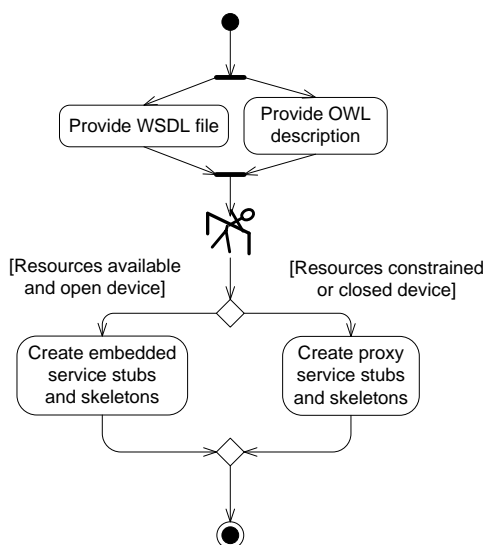 Provide WSDL file
Provide OWL
description
[Resources available
and open device]
[Resources constrained
or closed device]
Create embedded
service stubs
and skeletons
Create proxy
service stubs
and skeletons